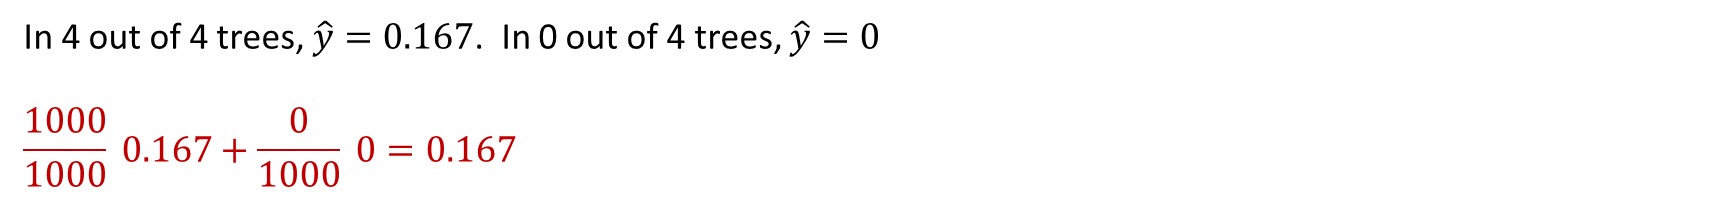 In 4 out of 4 trees, ŷ = 0.167. In 0 out of 4 trees, ŷ = 0
1000/1000 0.167 + 0/1000 0 = 0.167